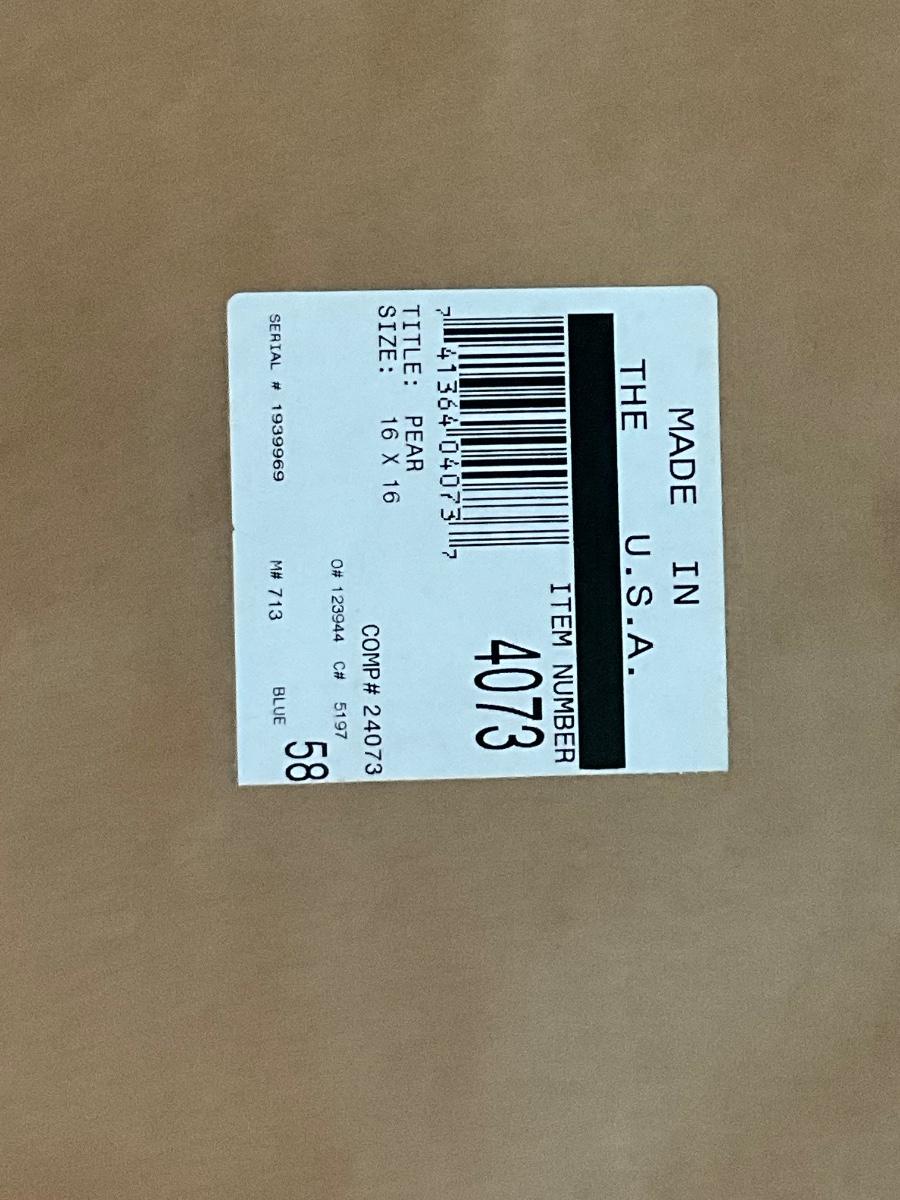 MADE IN
THE U.S.A.
ITEM NUMBER
4073
7 41364 04073 7
TITLE: PEAR
SIZE: 16 X 16
COMP# 24073
O# 123944 C# 5197
58
SERIAL # 1939969 M# 713 BLUE